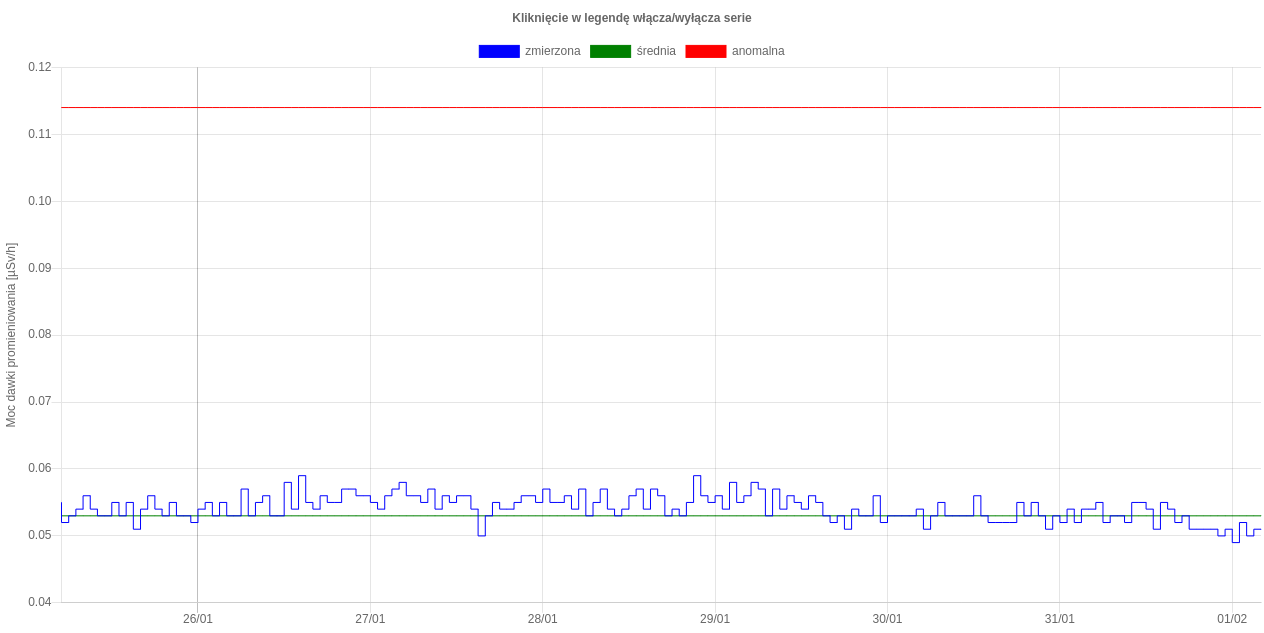 Kliknięcie w legendę włącza/wyłącza serie
zmierzona średnia anomalna
Moc dawki promieniowania [µSv/h]
0.12
0.11
0.10
0.09
0.08
0.07
0.06
0.05
0.04
26/01 27/01 28/01 29/01 30/01 31/01 01/02